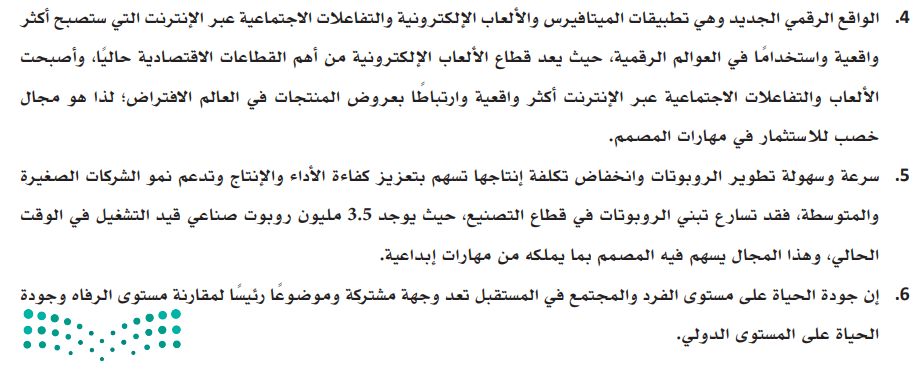 4. الواقع الرقمي الجديد وهي تطبيقات الميتافيرس والألعاب الإلكترونية والتفاعلات الاجتماعية عبر الإنترنت التي ستصبح أكثر
واقعية واستخدامًا في العوالم الرقمية، حيث يعد قطاع الألعاب الإلكترونية من أهم القطاعات الاقتصادية حاليًا، وأصبحت
الألعاب والتفاعلات الاجتماعية عبر الإنترنت أكثر واقعية وارتباطًا بعروض المنتجات في العالم الافتراض؛ لذا هو مجال
خصب للاستثمار في مهارات المصمم.
5. سرعة وسهولة تطوير الروبوتات وانخفاض تكلفة إنتاجها تسهم بتعزيز كفاءة الأداء والإنتاج وتدعم نمو الشركات الصغيرة
والمتوسطة، فقد تسارع تبني الروبوتات في قطاع التصنيع، حيث يوجد 3.5 مليون روبوت صناعي قيد التشغيل في الوقت
الحالي، وهذا المجال يسهم فيه المصمم بما يملكه من مهارات إبداعية.
6. إن جودة الحياة على مستوى الفرد والمجتمع في المستقبل تعد وجهة مشتركة وموضوعًا رئيسًا لمقارنة مستوى الرفاه وجودة
الحياة على المستوى الدولي.